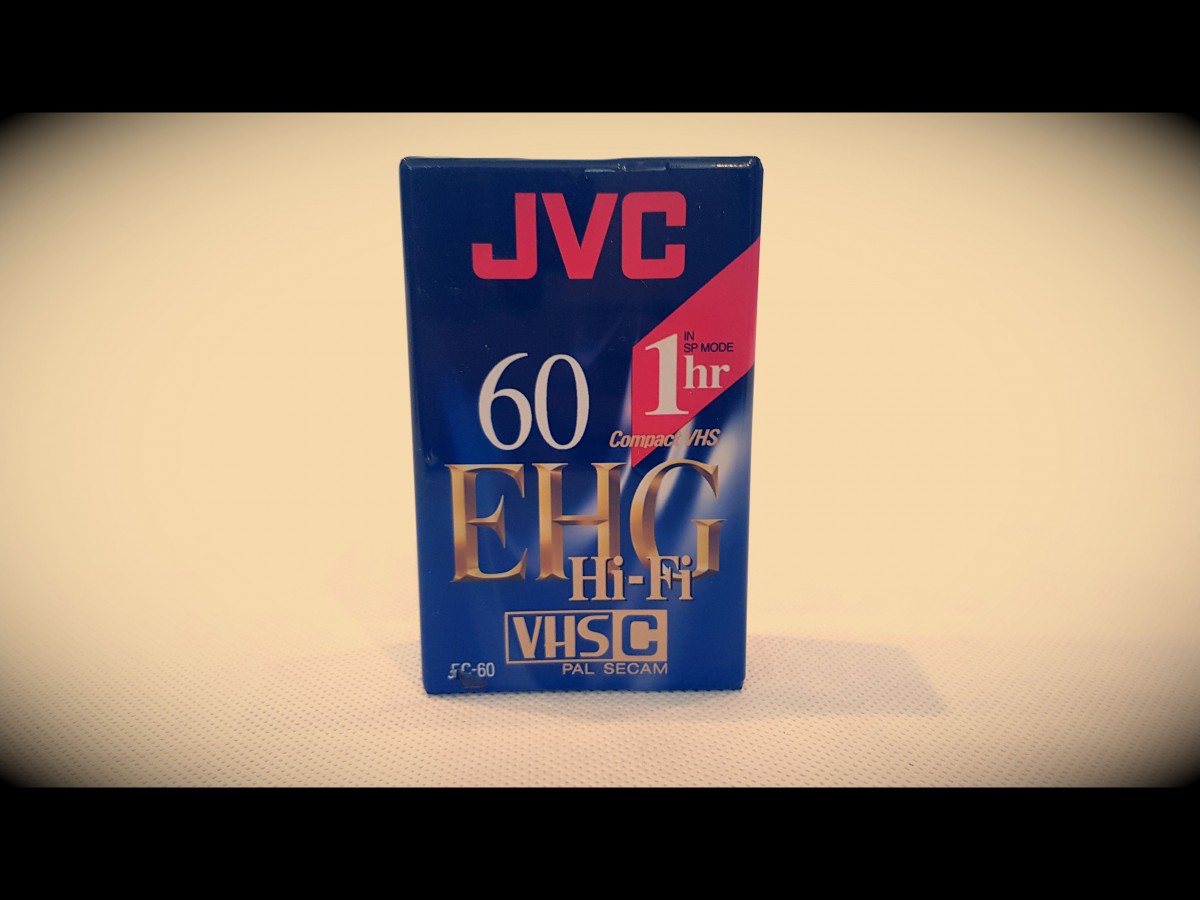 JVC
IN
SP MODE
1hr
60
Compact VHS
EHG
Hi-Fi
VHS C
EC-60
PAL SECAM